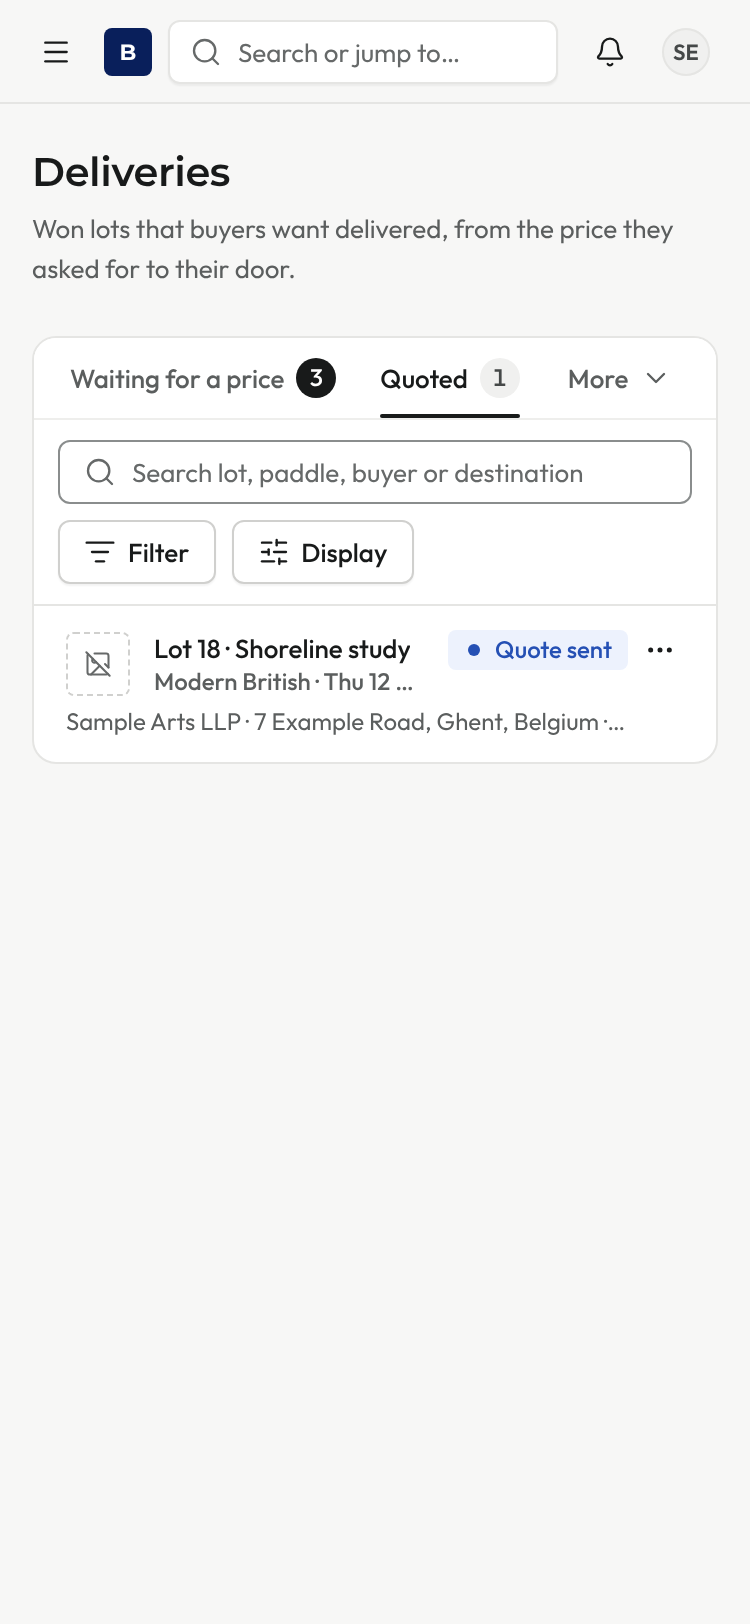 B
Search or jump to...
SE
Deliveries
Won lots that buyers want delivered, from the price they
asked for to their door.
Waiting for a price 3
Quoted 1
More
Search lot, paddle, buyer or destination
Filter
Display
Lot 18 · Shoreline study
Quote sent
Modern British · Thu 12 ...
Sample Arts LLP · 7 Example Road, Ghent, Belgium ·...